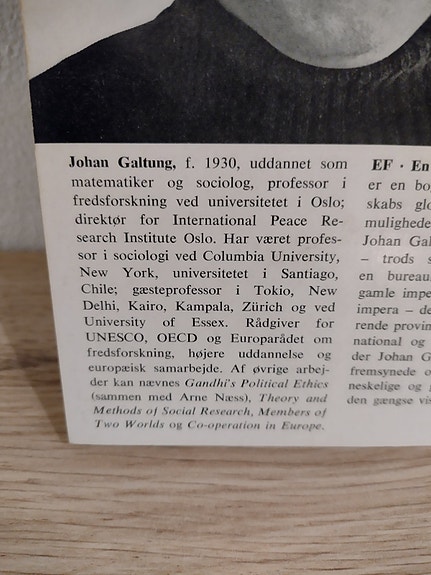 Johan Galtung, f. 1930, uddannet som
matematiker og sociolog, professor i
fredsforskning ved universitetet i Oslo;
direktør for International Peace Re-
search Institute Oslo. Har været profes-
sor i sociologi ved Columbia University,
New York, universitetet i Santiago,
Chile; gæsteprofessor i Tokio, New
Delhi, Kairo, Kampala, Zürich og ved
University of Essex. Rådgiver for
UNESCO, OECD og Europarådet om
fredsforskning, højere uddannelse og
europæisk samarbejde. Af øvrige arbej-
der kan nævnes Gandhi's Political Ethics
(sammen med Arne Næss), Theory and
Methods of Social Research, Members of
Two Worlds og Co-operation in Europe.
EF · En
er en bo
skabs glo
mulighede
Johan Gal
– trods s
en bureau
gamle impe
impera – de
rende provin
national og
der Johan G
fremsynede o
neskelige og
den gængse vis